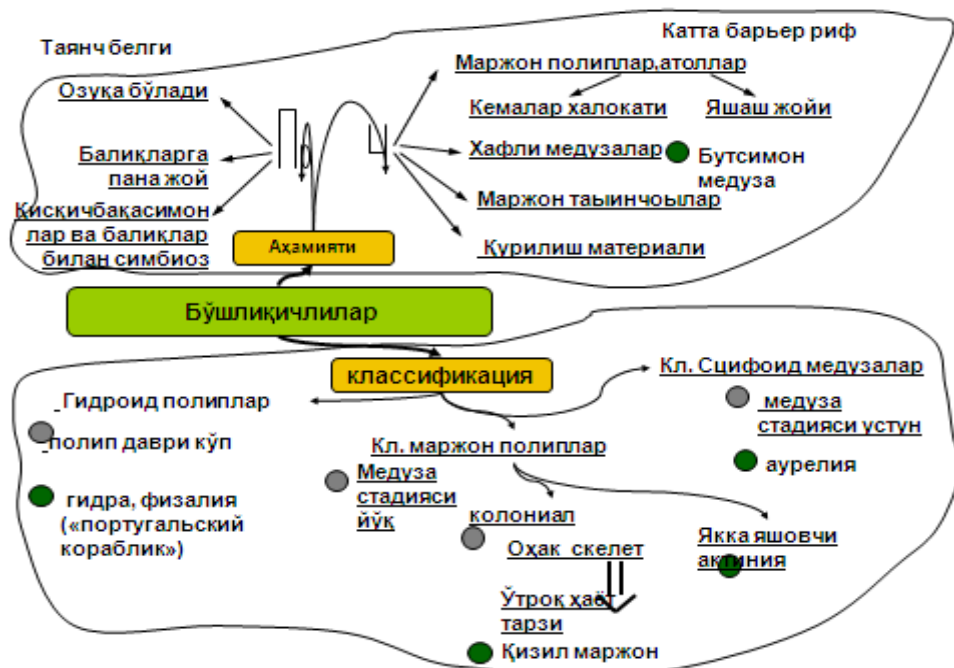 Таянч белги
Катта барьер риф
Озуқа бўлади
Балиқларга
пана жой
Қисқичбақасимон
лар ва балиқлар
билан симбиоз
Маржон полиплар,атоллар
Кемалар халокати
Яшаш жойи
Хафли медузалар
Бутсимон
медуза
Маржон таыинчоылар
Қурилиш материали
Аҳамияти
Бўшлиқичлилар
классификация
_Гидроид полиплар
-полип даври кўп
гидра, физалия
(«португальский
кораблик»)
Кл. маржон полиплар
Медуза
стадияси
йўқ
колониал
Оҳак скелет
Ўтроқ ҳаёт
тарзи
Қизил маржон
Кл. Сцифоид медузалар
медуза
стадияси устун
аурелия
Якка яшовчи
актиния